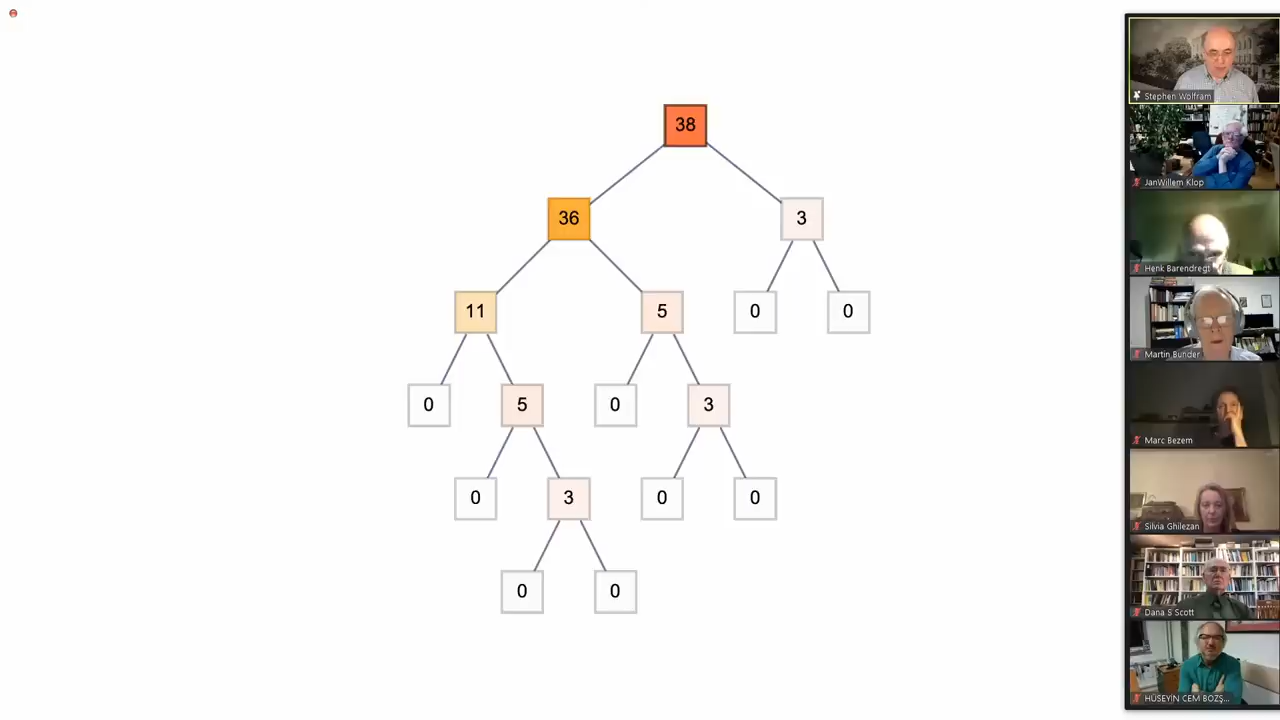 38
36
3
11
5
0
0
0
5
0
3
0
3
0
0
0
0
Stephen Wolfram
JanWillem Klop
Henk Barendregt
Martin Bunder
Marc Bezem
Silvia Ghilezan
Dana S Scott
HÜSEYİN CEM BOZŞ...